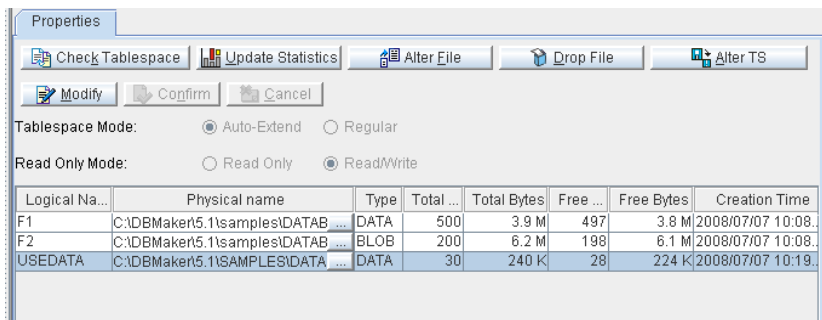 Properties
Check Tablespace Update Statistics Alter File Drop File Alter TS
Modify Confirm Cancel
Tablespace Mode: Auto-Extend Regular
Read Only Mode: Read Only Read/Write
Logical Na... Physical name Type Total ... Total Bytes Free ... Free Bytes Creation Time
F1 C:\DBMaker\5.1\samples\DATAB ... DATA 500 3.9 M 497 3.8 M 2008/07/07 10:08..
F2 C:\DBMaker\5.1\samples\DATAB ... BLOB 200 6.2 M 198 6.1 M 2008/07/07 10:08..
USEDATA C:\DBMaker\5.1\SAMPLES\DATA ... DATA 30 240 K 28 224 K 2008/07/07 10:19..